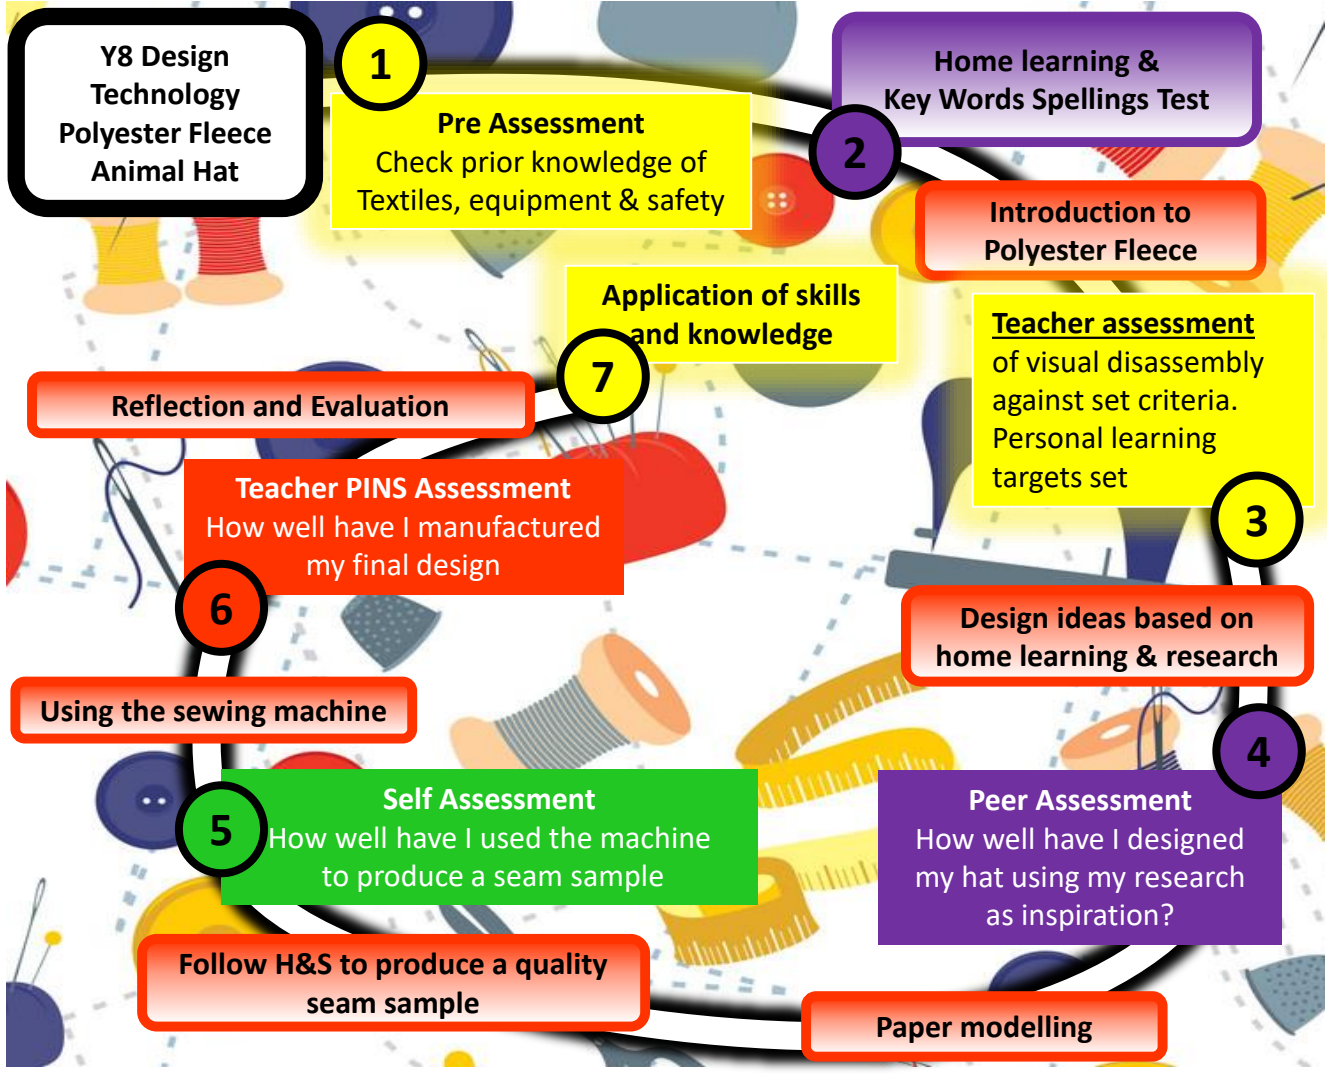 Y8 Design
Technology
Polyester Fleece
Animal Hat
1
Pre Assessment
Check prior knowledge of
Textiles, equipment & safety
Home learning &
Key Words Spellings Test
2
Introduction to
Polyester Fleece
Teacher assessment
of visual disassembly
against set criteria.
Personal learning
targets set
3
Design ideas based on
home learning & research
4
Peer Assessment
How well have I designed
my hat using my research
as inspiration?
Paper modelling
Follow H&S to produce a quality
seam sample
5
Self Assessment
How well have I used the machine
to produce a seam sample
Using the sewing machine
6
Teacher PINS Assessment
How well have I manufactured
my final design
Reflection and Evaluation
7
Application of skills
and knowledge